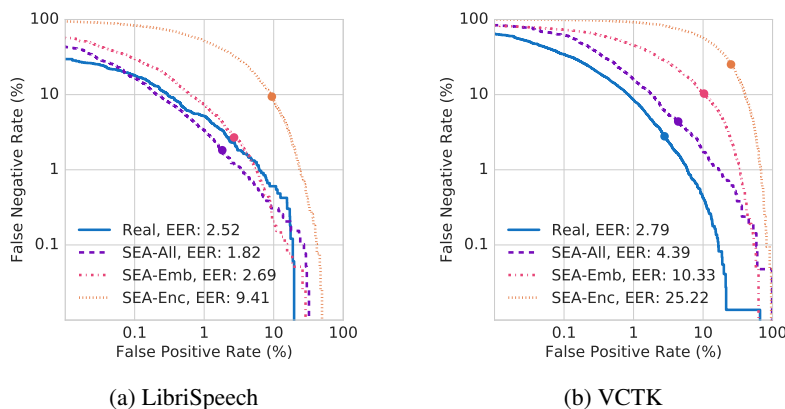 100
10
1
0.1
False Negative Rate (%)
Real, EER: 2.52
SEA-All, EER: 1.82
SEA-Emb, EER: 2.69
SEA-Enc, EER: 9.41
0.1 1 10 100
False Positive Rate (%)
(a) LibriSpeech
100
10
1
0.1
False Negative Rate (%)
Real, EER: 2.79
SEA-All, EER: 4.39
SEA-Emb, EER: 10.33
SEA-Enc, EER: 25.22
0.1 1 10 100
False Positive Rate (%)
(b) VCTK